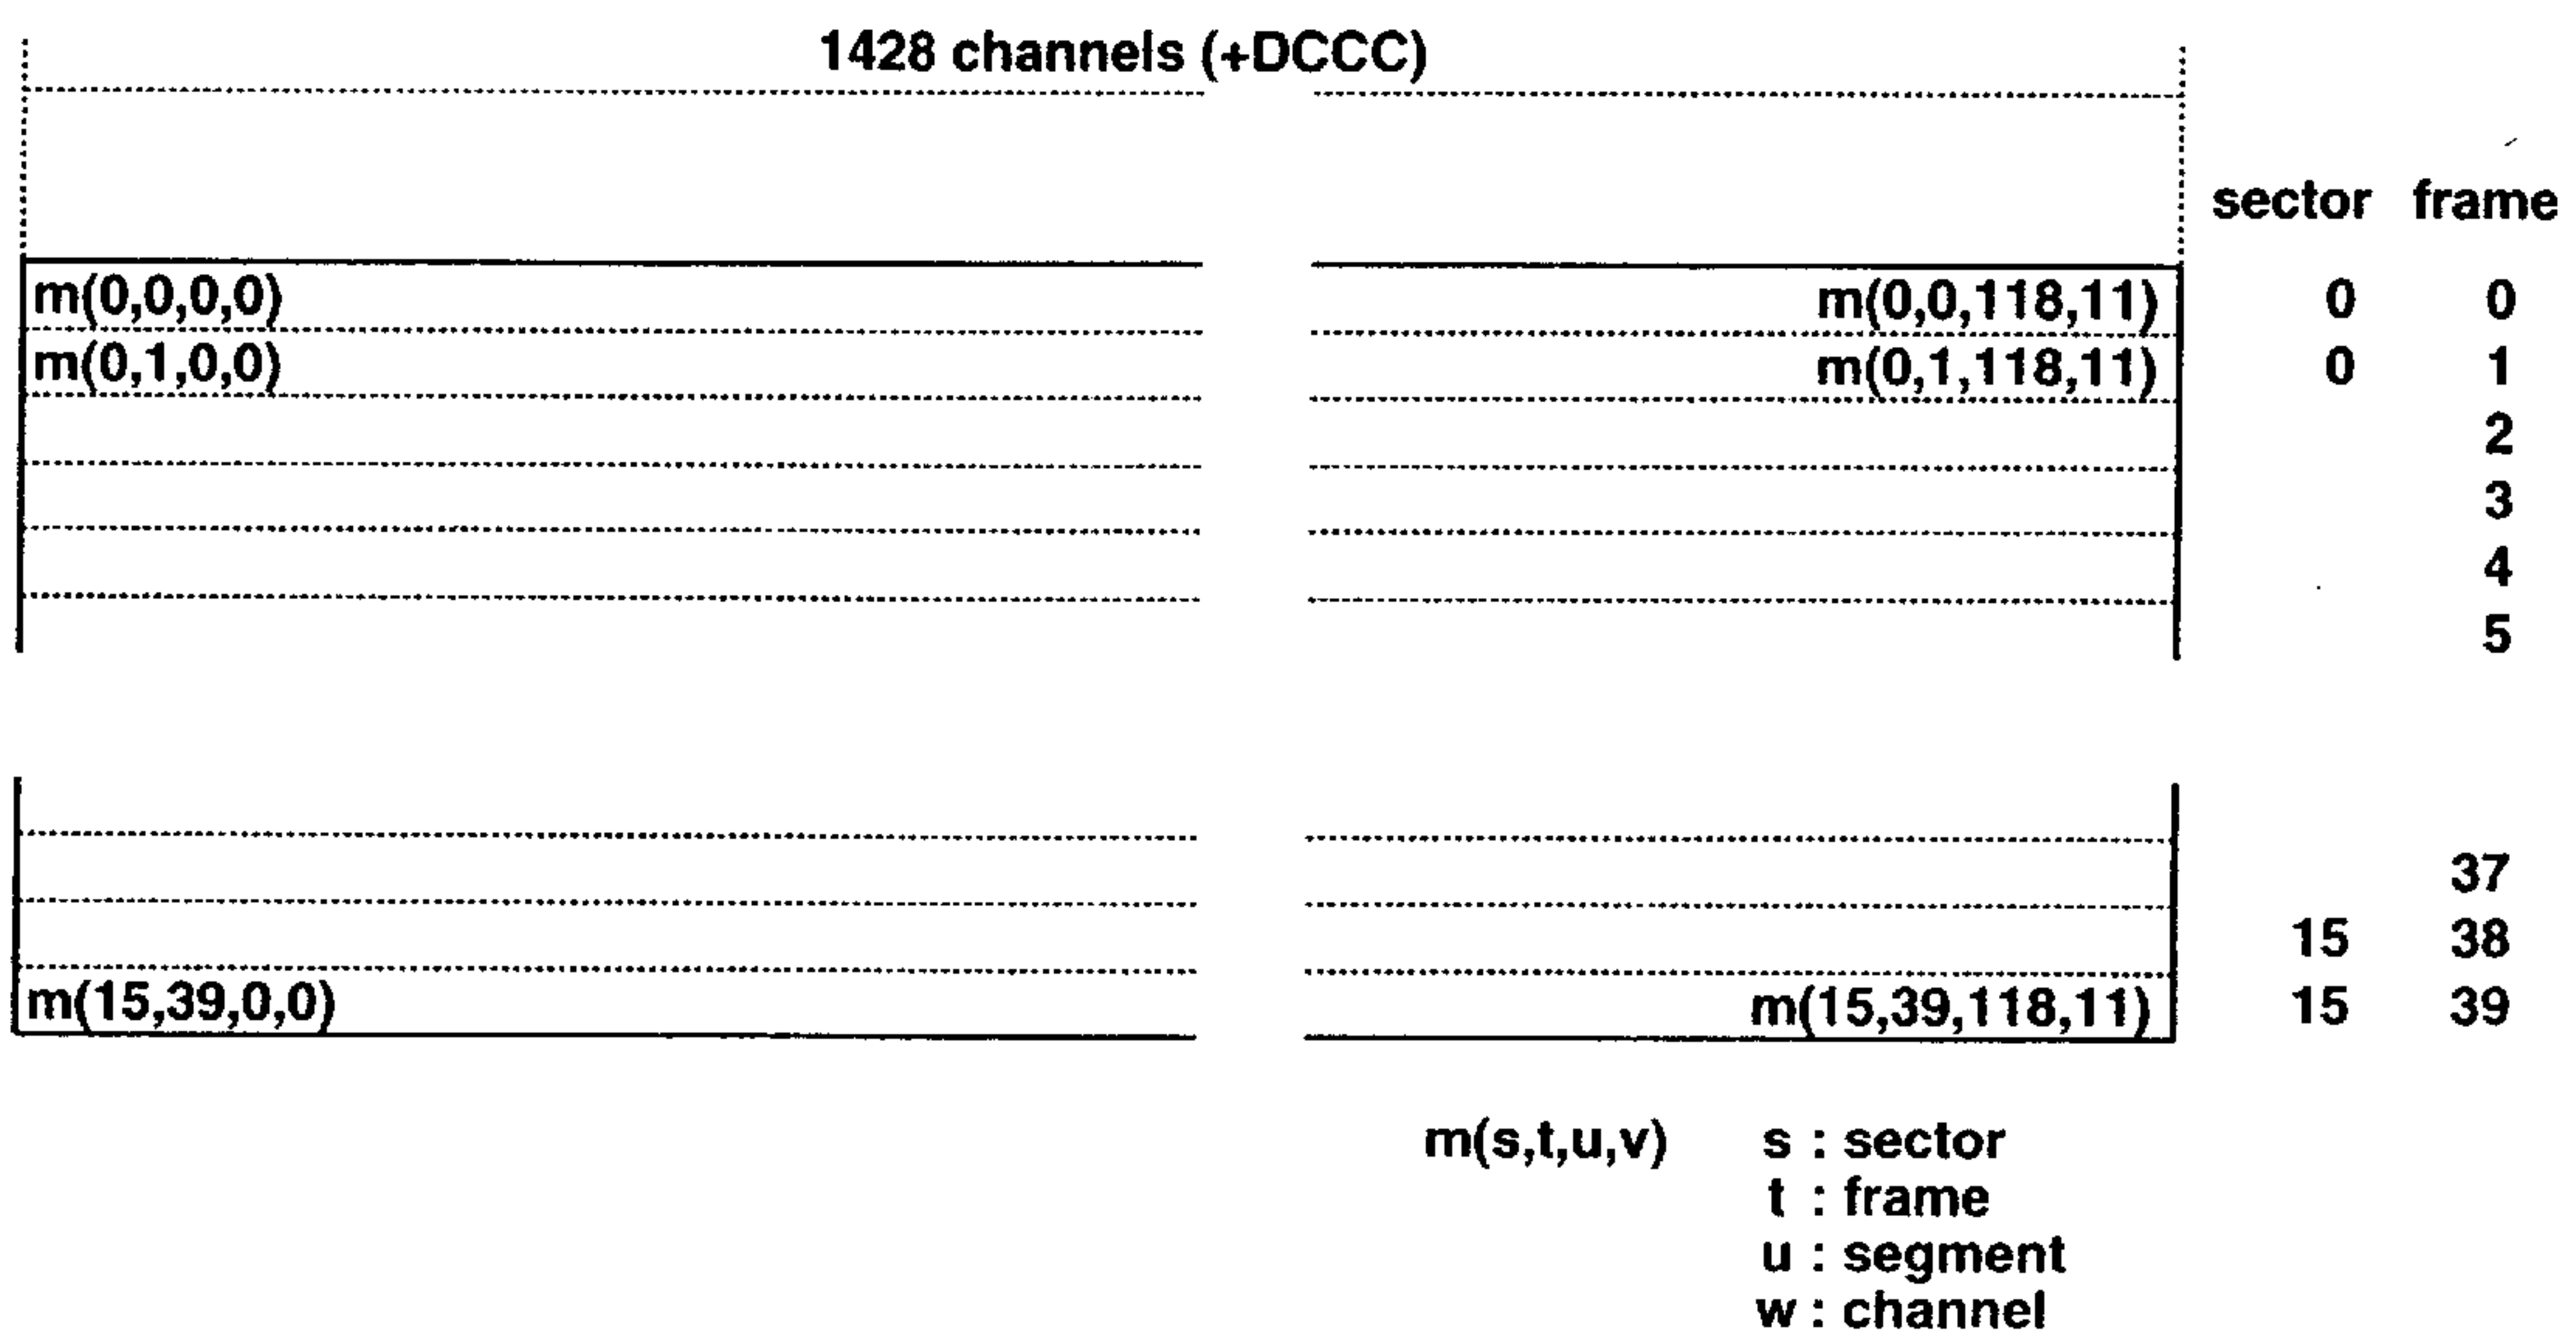 1428 channels (+DCCC)
sector frame
m(0,0,0,0) m(0,0,118,11) 0 0
m(0,1,0,0) m(0,1,118,11) 0 1
2
3
4
5
37
15 38
m(15,39,0,0) m(15,39,118,11) 15 39
m(s,t,u,v) s : sector
t : frame
u : segment
w : channel